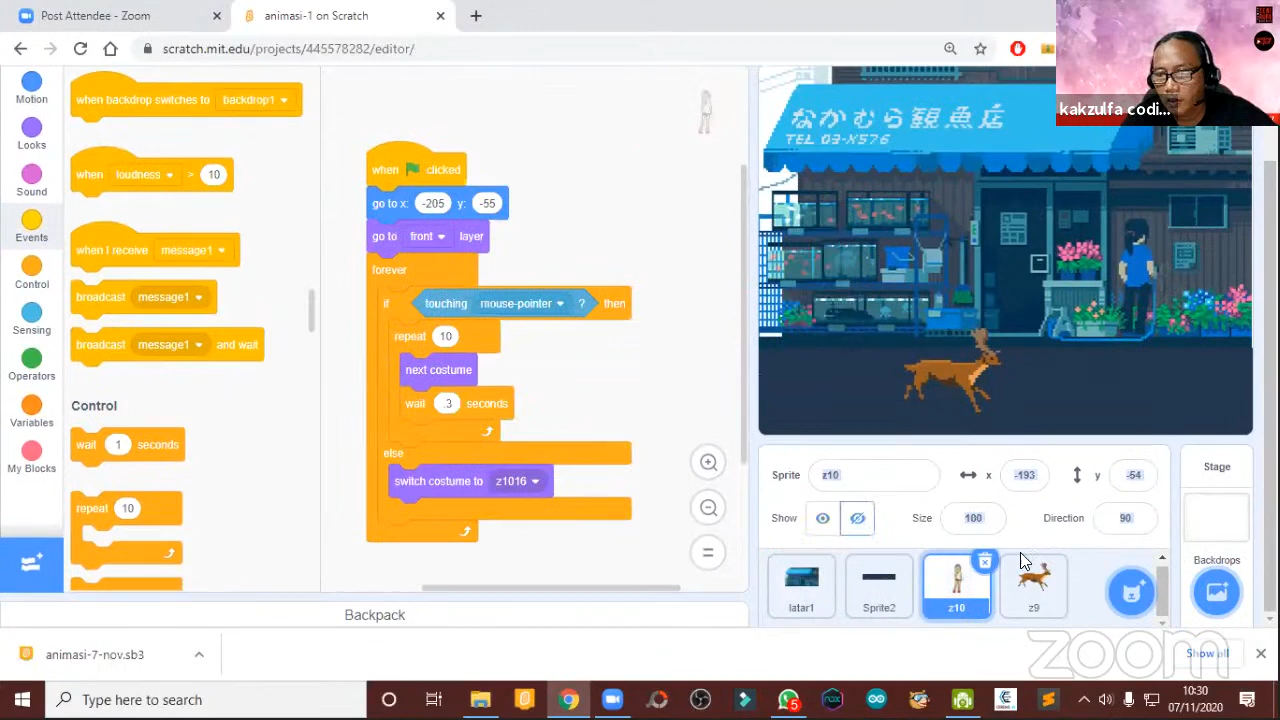 Post Attendee - Zoom
animasi-1 on Scratch
scratch.mit.edu/projects/445578282/editor/
kakzulfa codi...
Motion
Looks
Sound
Events
Control
Sensing
Operators
Variables
My Blocks
when backdrop switches to backdrop1
when loudness > 10
when I receive message1
broadcast message1
broadcast message1 and wait
Control
wait 1 seconds
repeat 10
when clicked
go to x: -205 y: -55
go to front layer
forever
if touching mouse-pointer ? then
repeat 10
next costume
wait .3 seconds
else
switch costume to z1016
なかむら観魚店
TEL 03-X576
Sprite z10 x -193 y -54
Show Size 100 Direction 90
Stage
Backdrops
latar1
Sprite2
z10
z9
Backpack
animasi-7-nov.sb3
Show all
zoom
Type here to search
5
10:30
07/11/2020